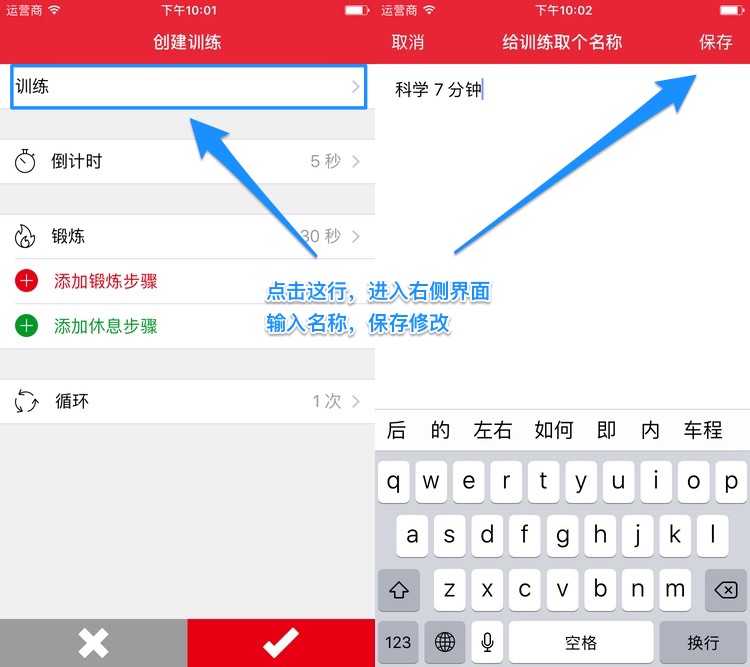 运营商 下午10:01
创建训练
训练
倒计时 5 秒
锻炼 30 秒
添加锻炼步骤
添加休息步骤
循环 1 次
运营商 下午10:02
取消 给训练取个名称 保存
科学 7 分钟
点击这行，进入右侧界面
输入名称，保存修改
后 的 左右 如何 即 内 车程
q w e r t y u i o p
a s d f g h j k l
z x c v b n m
123 空格 换行